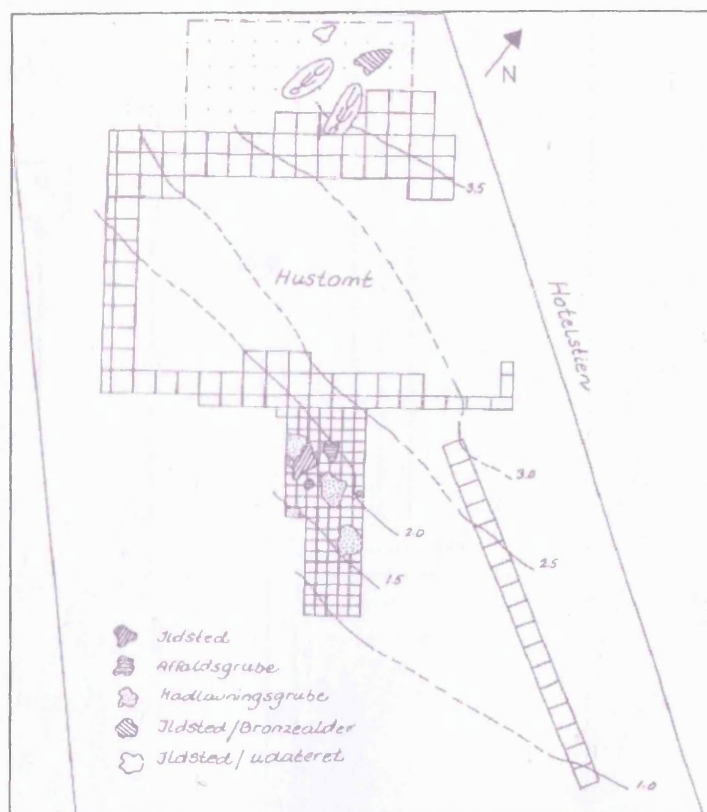 N
3.5
Hustomt
Hotelstien
3.0
2.0
2.5
1.5
Ildsted
Affaldsgrube
Madlavningsgrube
Ildsted/Bronzealder
Ildsted/udateret
1.0